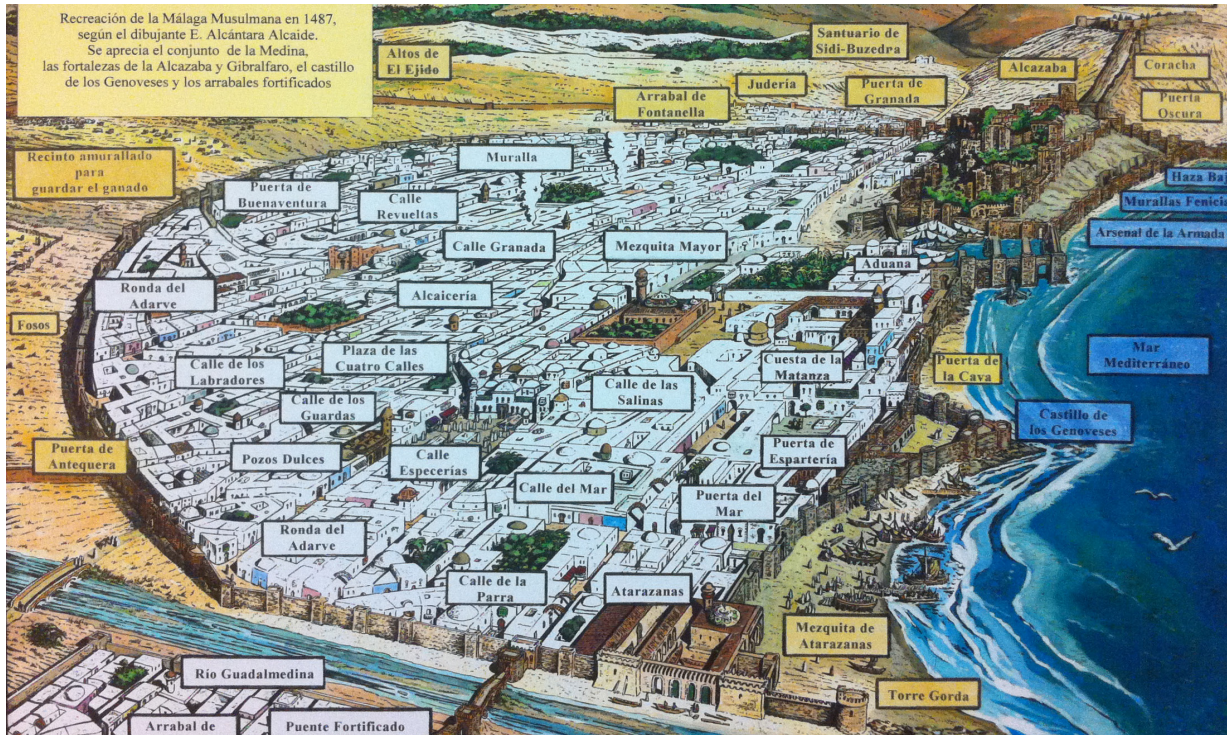 Recreación de la Málaga Musulmana en 1487,
según el dibujante E. Alcántara Alcaide.
Se aprecia el conjunto de la Medina,
las fortalezas de la Alcazaba y Gibralfaro, el castillo
de los Genoveses y los arrabales fortificados
Altos de
El Ejido
Santuario de
Sidi-Buzedra
Alcazaba
Coracha
Judería
Puerta de
Granada
Arrabal de
Fontanella
Puerta
Oscura
Recinto amurallado
para
guardar el ganado
Muralla
Puerta de
Buenaventura
Calle
Revueltas
Haza Baj
Murallas Fenicia
Arsenal de la Armada
Calle Granada
Mezquita Mayor
Aduana
Ronda del
Adarve
Alcaicería
Fosos
Calle de los
Labradores
Plaza de las
Cuatro Calles
Cuesta de la
Matanza
Puerta de
la Cava
Mar
Mediterráneo
Calle de las
Salinas
Calle de los
Guardas
Castillo de
los Genoveses
Puerta de
Antequera
Pozos Dulces
Calle
Especerías
Puerta de
Espartería
Calle del Mar
Puerta del
Mar
Ronda del
Adarve
Calle de la
Parra
Atarazanas
Mezquita de
Atarazanas
Río Guadalmedina
Torre Gorda
Arrabal de
Puente Fortificado